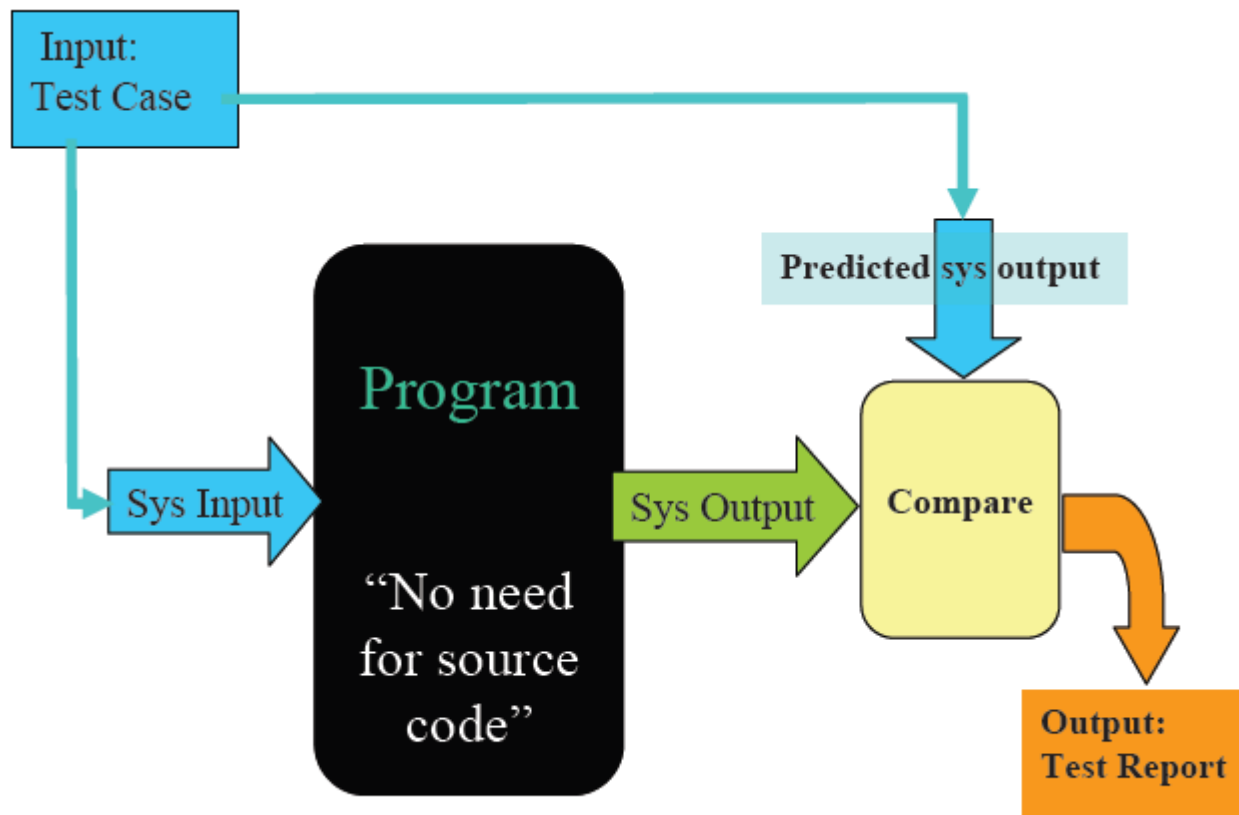 Input:
Test Case
Predicted sys output
Program
Sys Input
Sys Output
Compare
“No need
for source
code”
Output:
Test Report